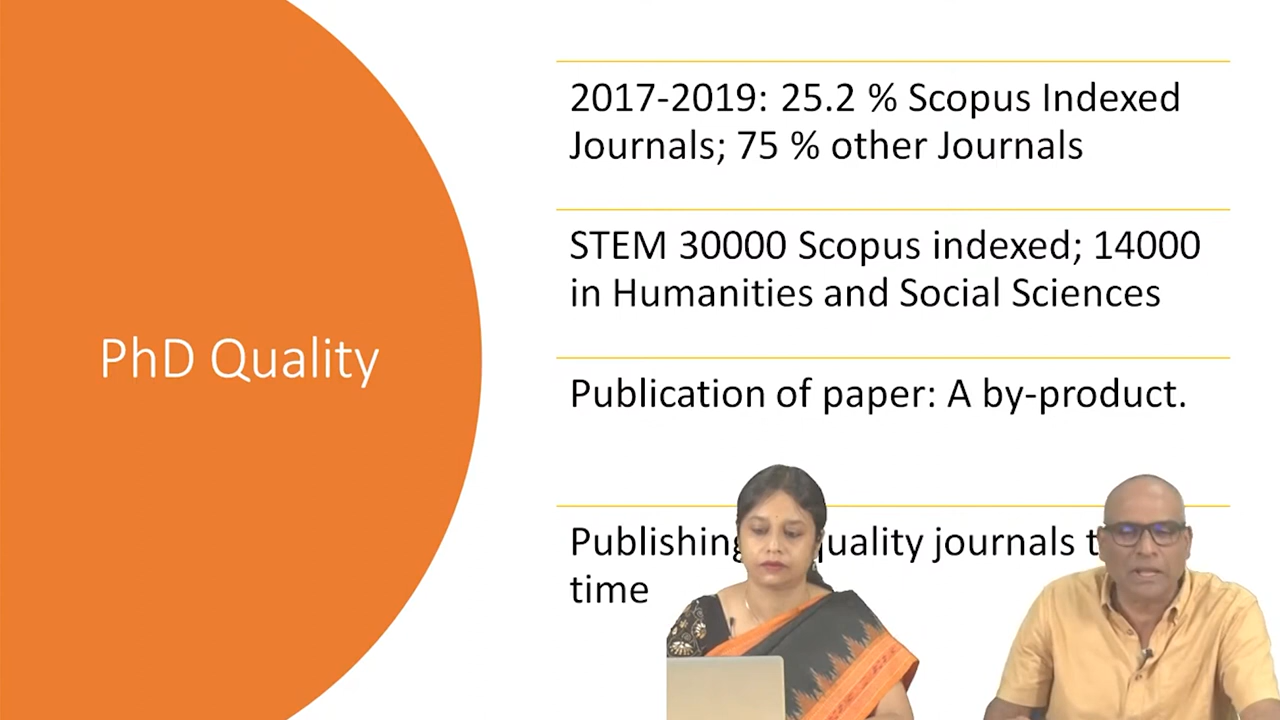 PhD Quality
2017-2019: 25.2 % Scopus Indexed
Journals; 75 % other Journals
STEM 30000 Scopus indexed; 14000
in Humanities and Social Sciences
Publication of paper: A by-product.
Publishing quality journals
time